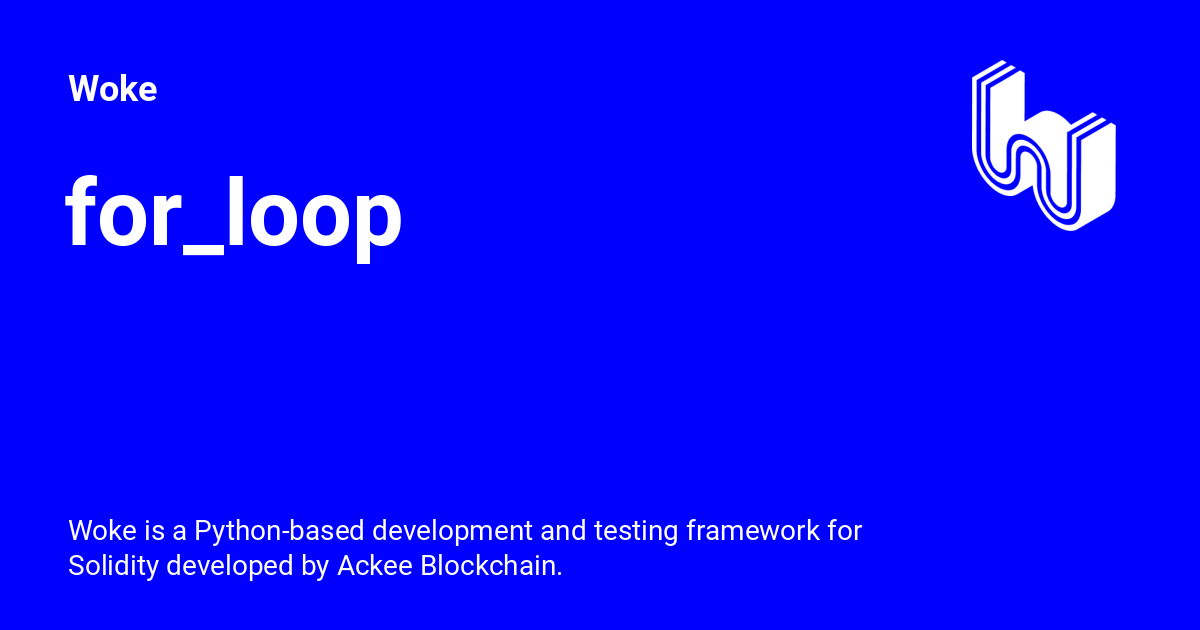 Woke
for_loop
Woke is a Python-based development and testing framework for
Solidity developed by Ackee Blockchain.